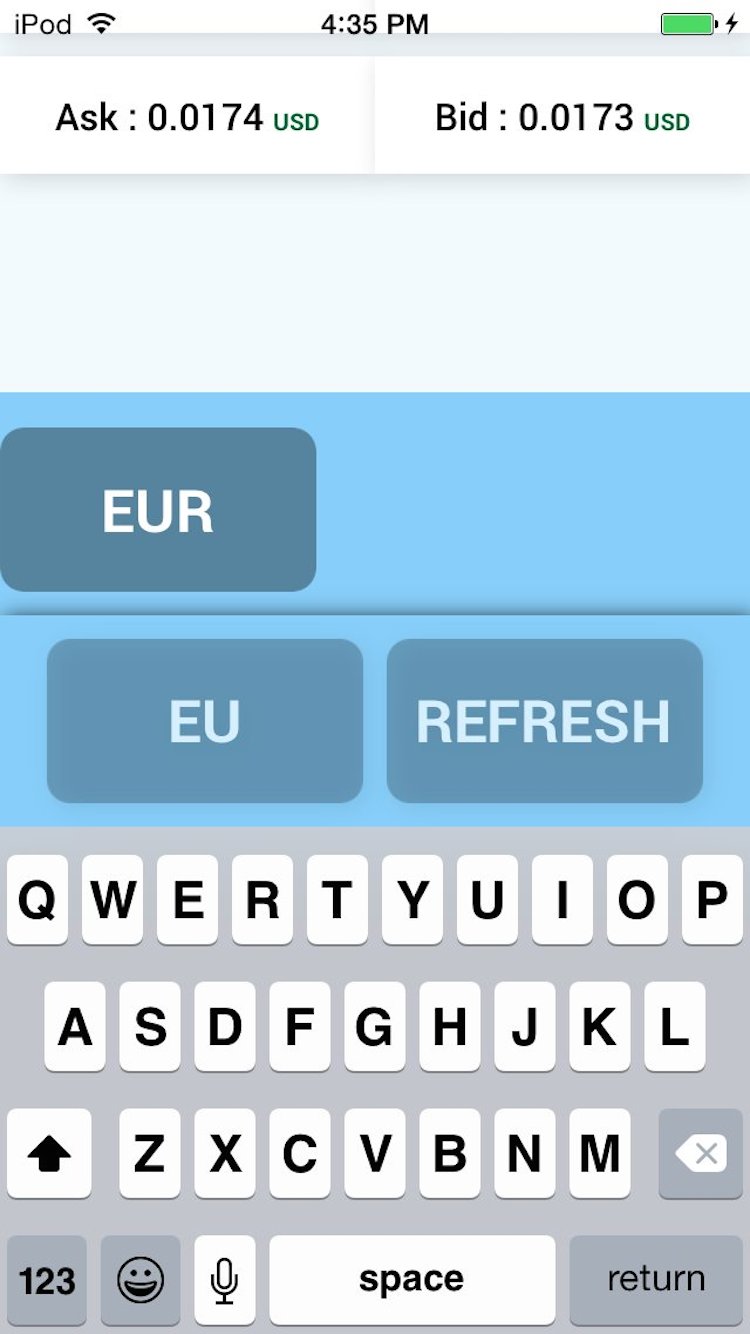 iPod 4:35 PM
Ask : 0.0174 USD Bid : 0.0173 USD
EUR
EU REFRESH
Q W E R T Y U I O P
A S D F G H J K L
Z X C V B N M
123 space return